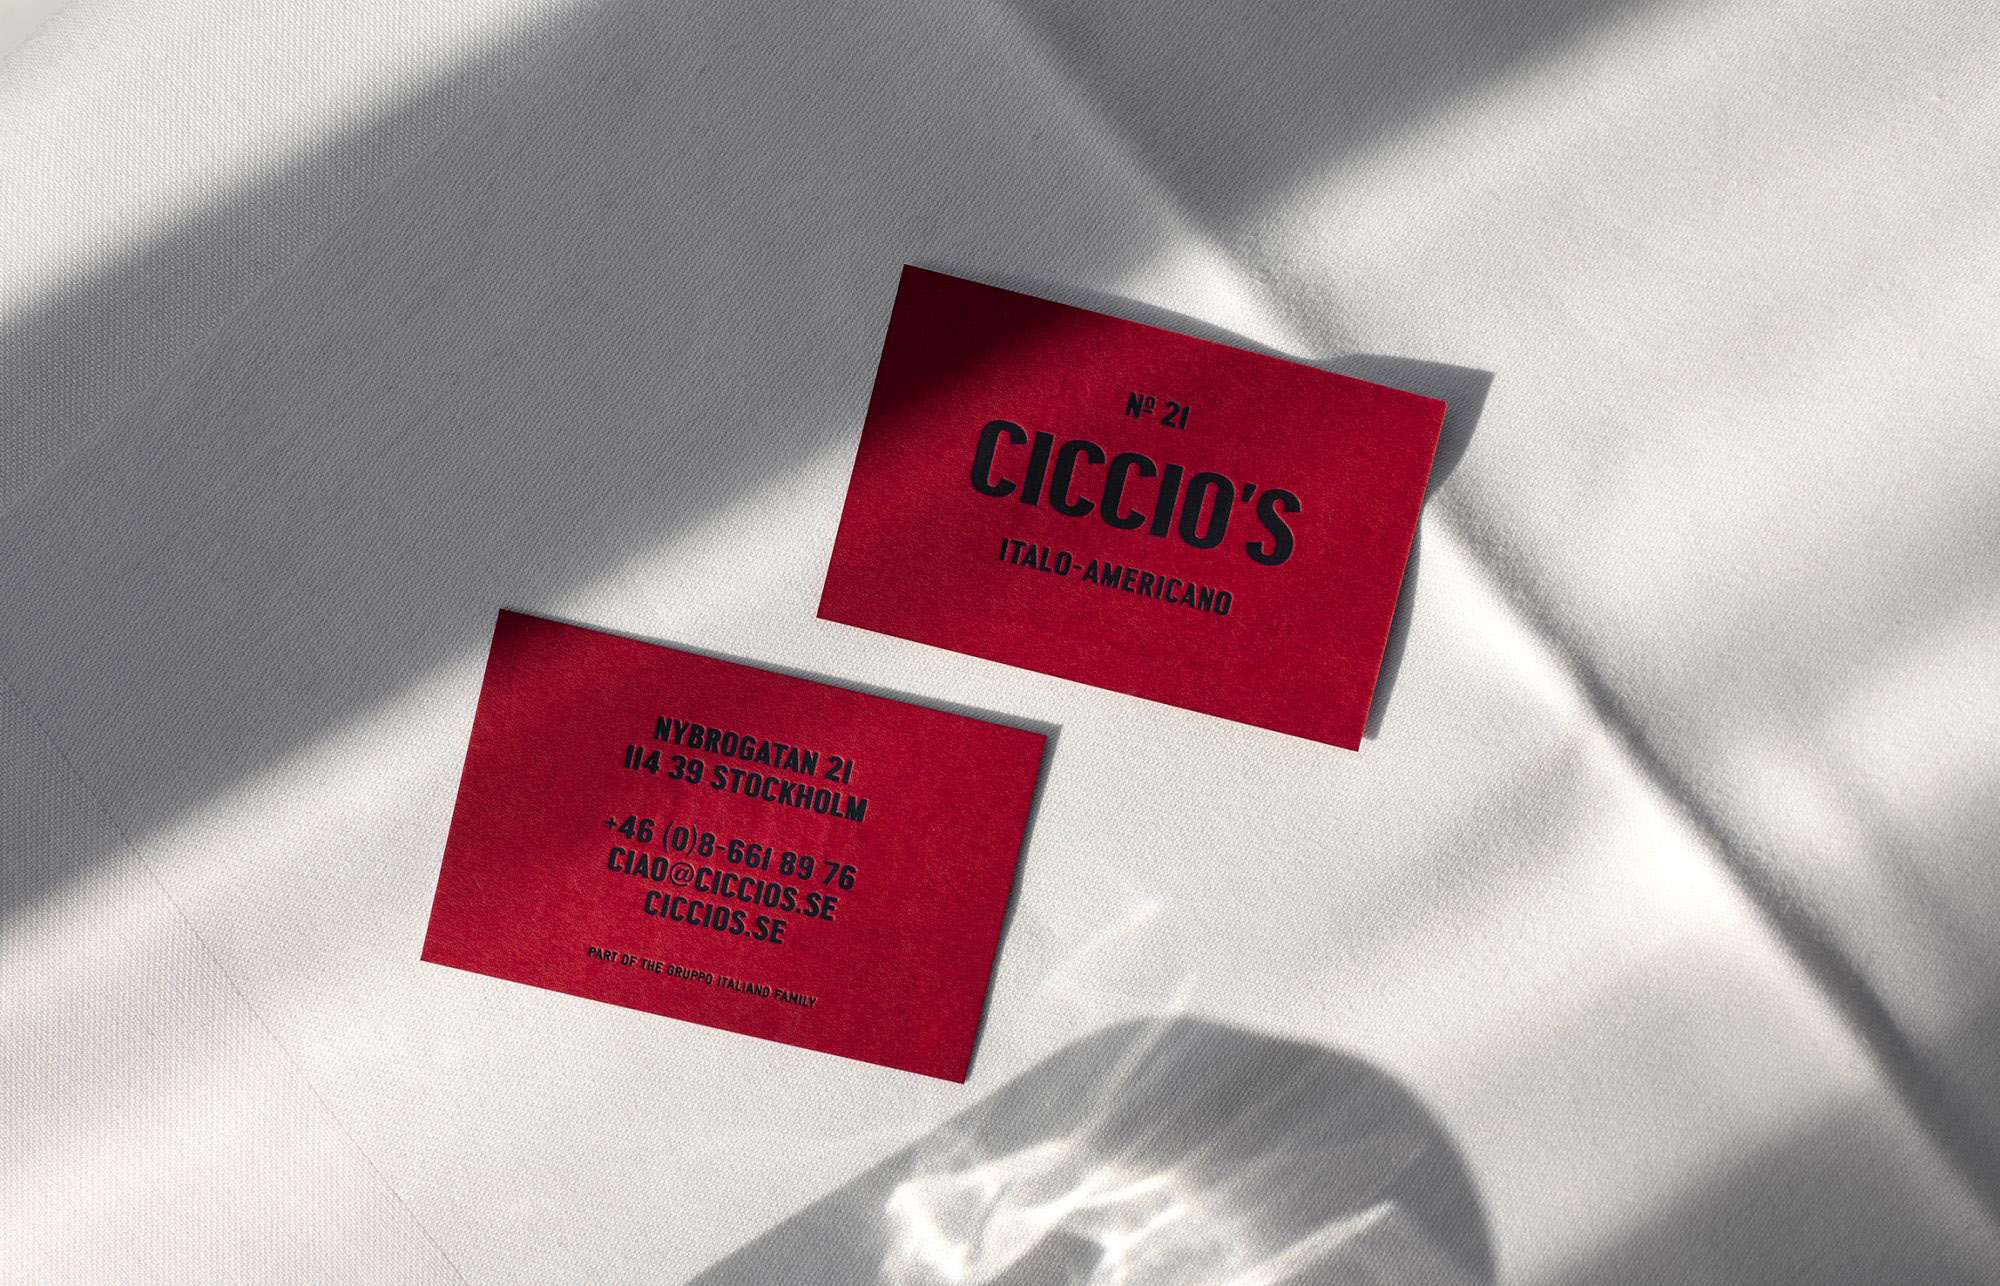 Nº 21
CICCIO'S
ITALO-AMERICANO
NYBROGATAN 21
114 39 STOCKHOLM
+46 (0)8-661 89 76
CIAO@CICCIOS.SE
CICCIOS.SE
PART OF THE GRUPPO ITALIANO FAMILY